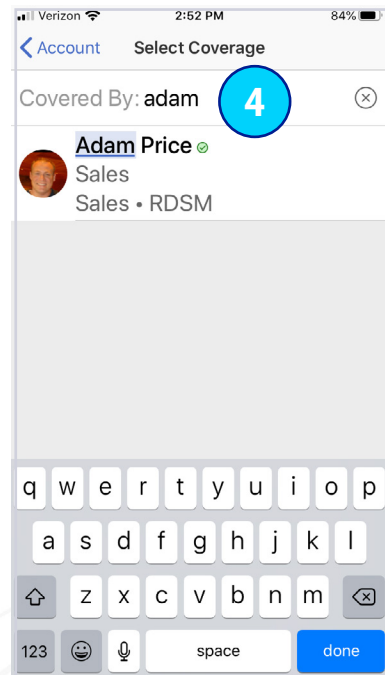 Verizon 2:52 PM 84%
Account Select Coverage
Covered By: adam 4
Adam Price
Sales
Sales • RDSM
q w e r t y u i o p
a s d f g h j k l
z x c v b n m
123 space done